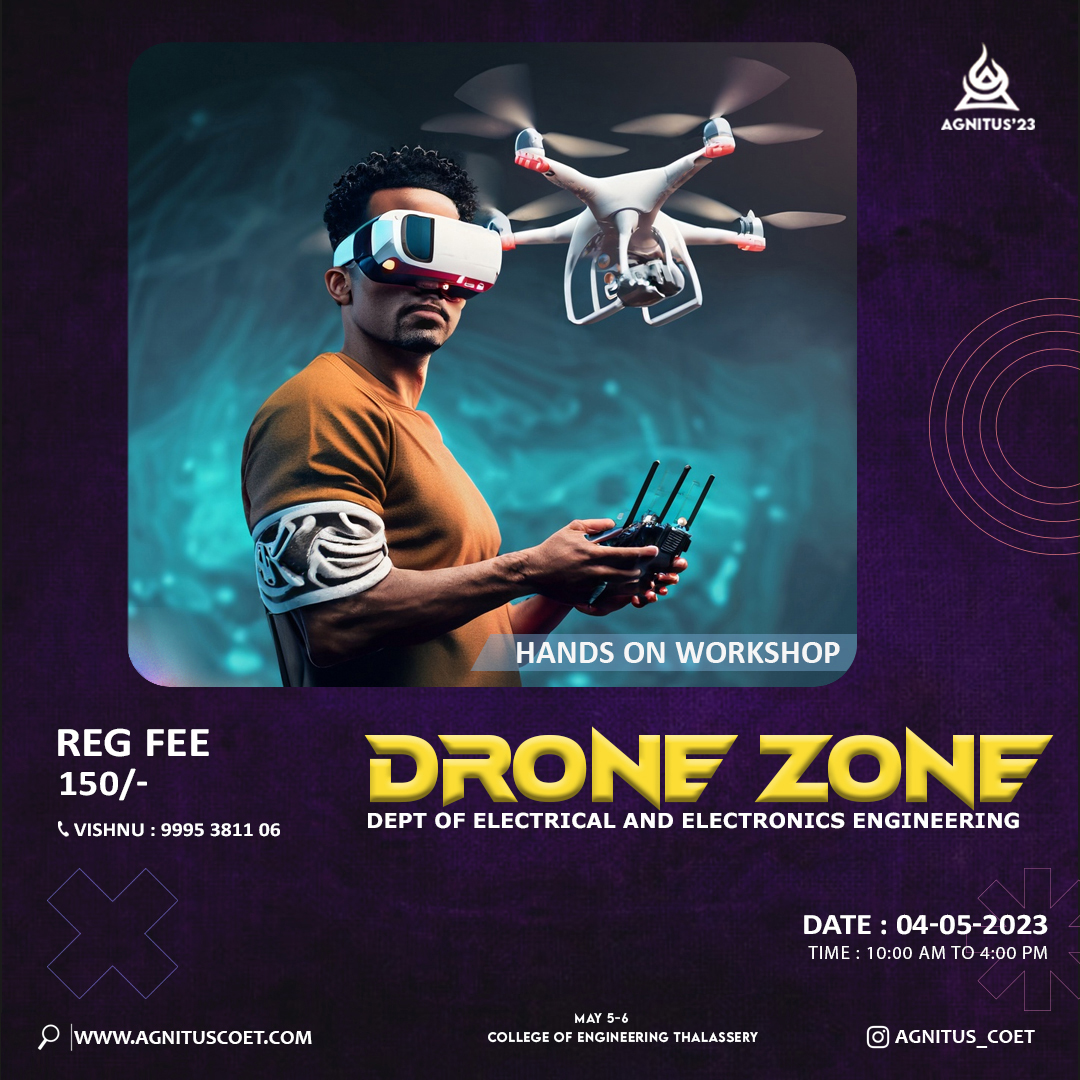 AGNITUS'23
HANDS ON WORKSHOP
REG FEE
150/-
VISHNU : 9995 3811 06
DRONE ZONE
DEPT OF ELECTRICAL AND ELECTRONICS ENGINEERING
DATE : 04-05-2023
TIME : 10:00 AM TO 4:00 PM
WWW.AGNITUSCOET.COM
MAY 5-6
COLLEGE OF ENGINEERING THALASSERY
AGNITUS_COET